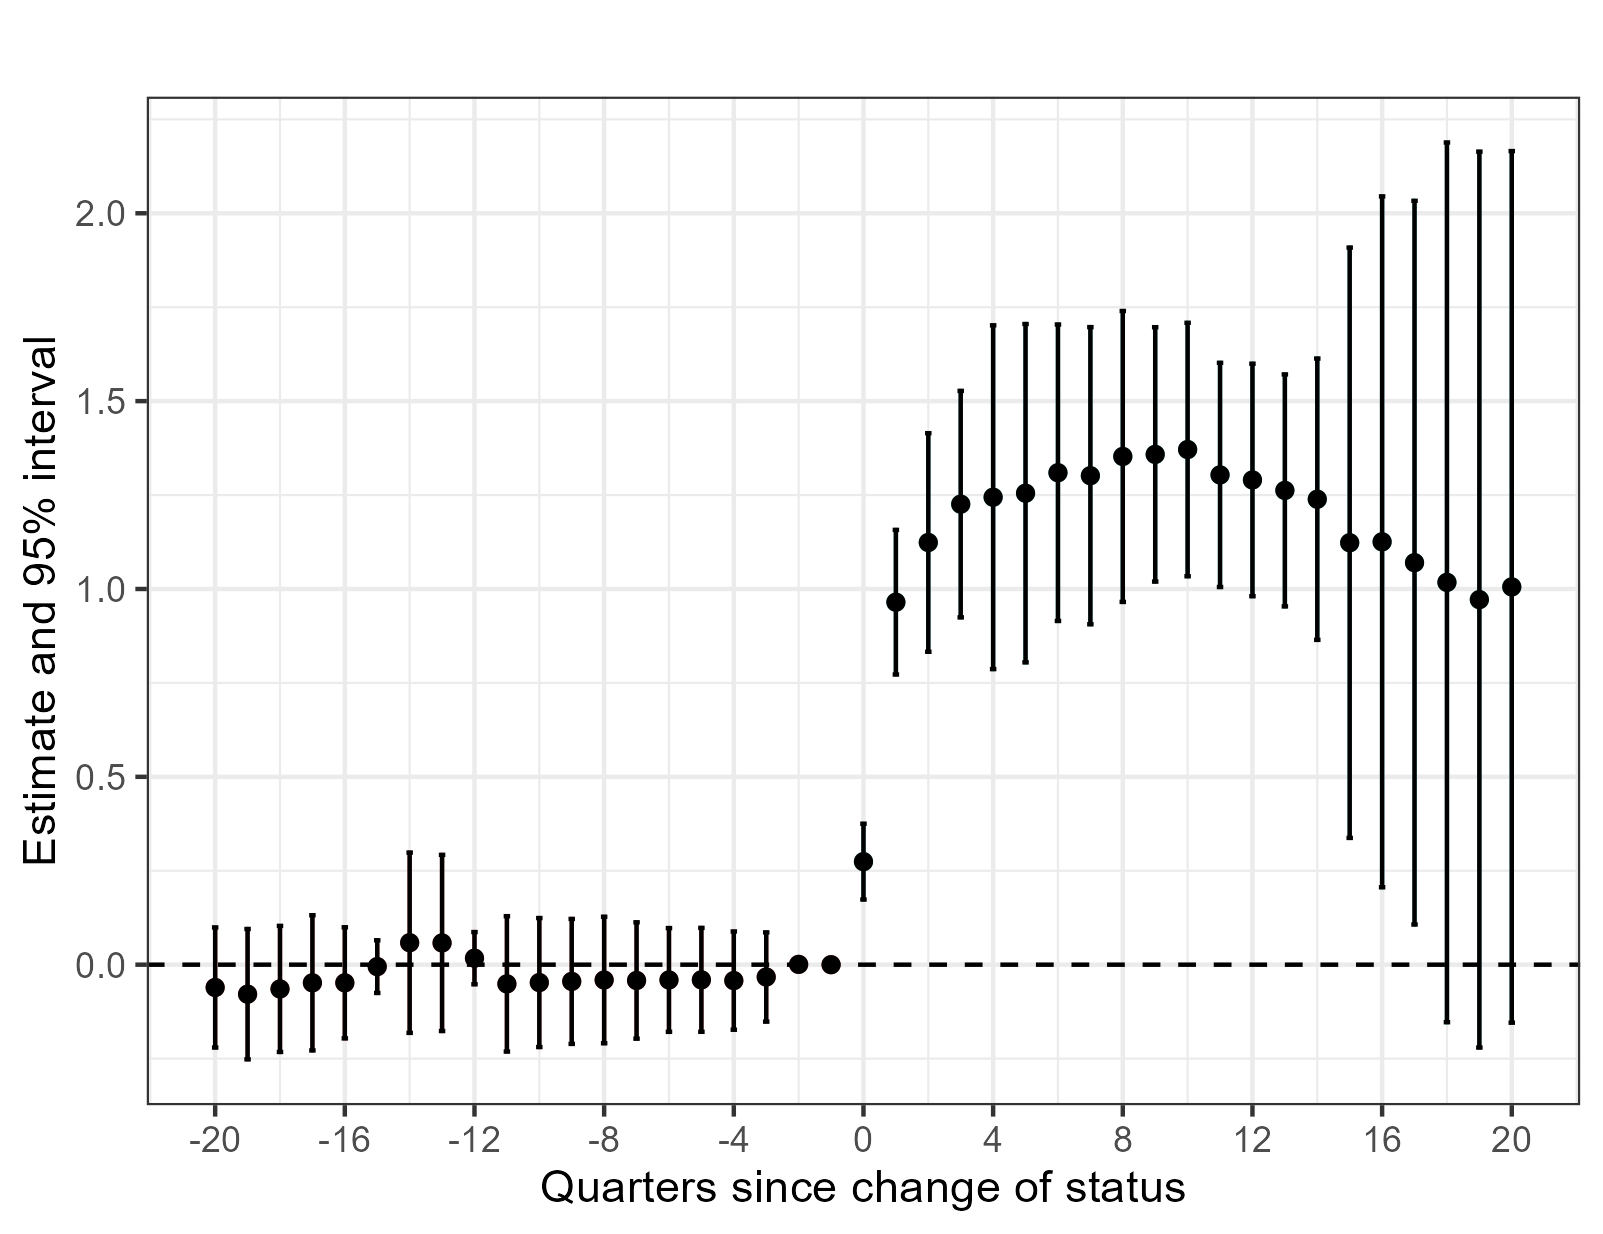 Estimate and 95% interval
2.0
1.5
1.0
0.5
0.0
-20 -16 -12 -8 -4 0 4 8 12 16 20
Quarters since change of status